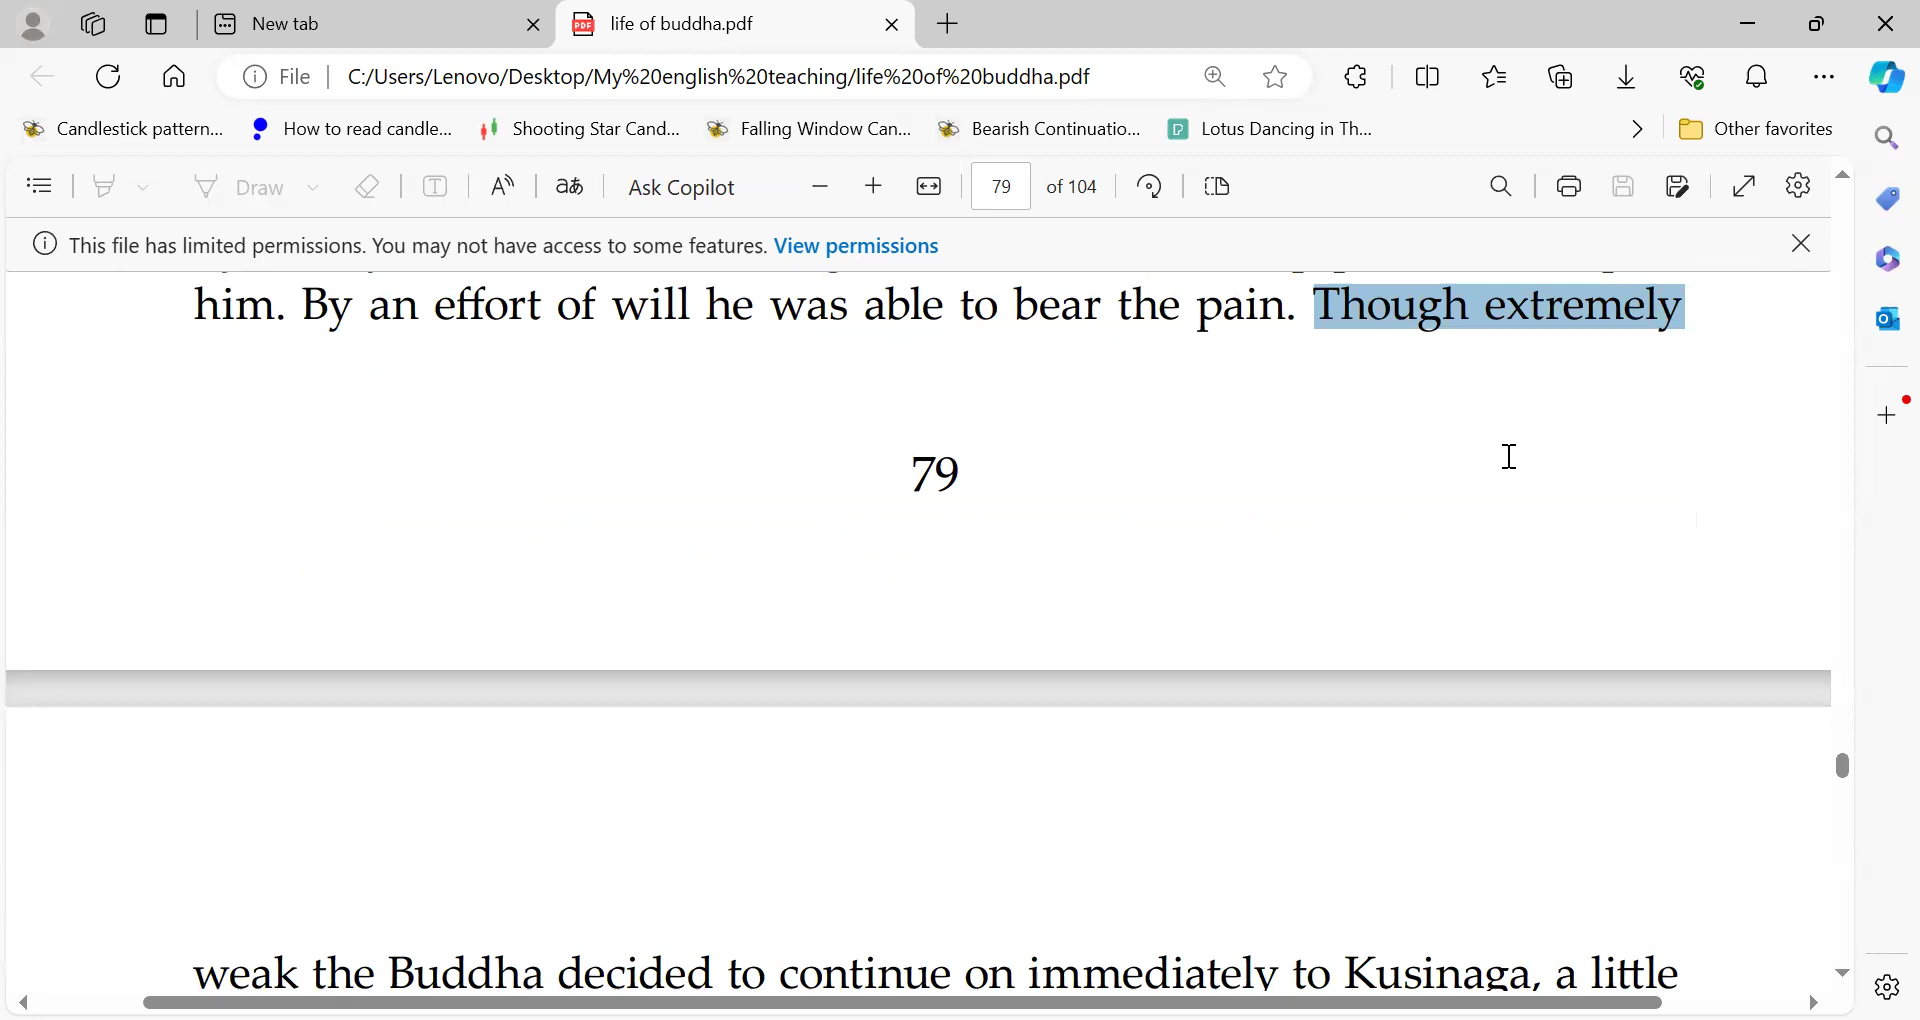 New tab
life of buddha.pdf
File
C:/Users/Lenovo/Desktop/My%20english%20teaching/life%20of%20buddha.pdf
Candlestick pattern...
How to read candle...
Shooting Star Cand...
Falling Window Can...
Bearish Continuatio...
Lotus Dancing in Th...
Other favorites
Draw
Ask Copilot
79 of 104
This file has limited permissions. You may not have access to some features. View permissions
him. By an effort of will he was able to bear the pain. Though extremely
79
weak the Buddha decided to continue on immediately to Kusinaga, a little